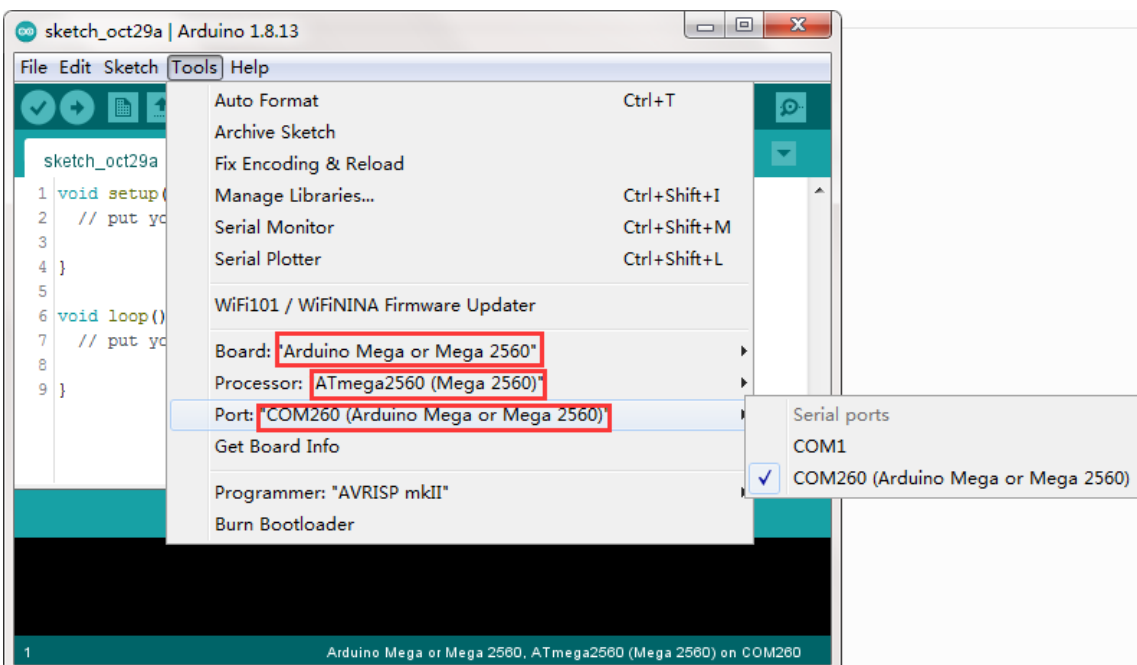 sketch_oct29a | Arduino 1.8.13
File Edit Sketch Tools Help
sketch_oct29a
1 void setup(
2 // put yo
3
4 }
5
6 void loop()
7 // put yo
8
9 }
Auto Format Ctrl+T
Archive Sketch
Fix Encoding & Reload
Manage Libraries... Ctrl+Shift+I
Serial Monitor Ctrl+Shift+M
Serial Plotter Ctrl+Shift+L
WiFi101 / WiFiNINA Firmware Updater
Board: "Arduino Mega or Mega 2560"
Processor: ATmega2560 (Mega 2560)"
Port: "COM260 (Arduino Mega or Mega 2560)"
Get Board Info
Programmer: "AVRISP mkII"
Burn Bootloader
Serial ports
COM1
COM260 (Arduino Mega or Mega 2560)
1 Arduino Mega or Mega 2560, ATmega2560 (Mega 2560) on COM260